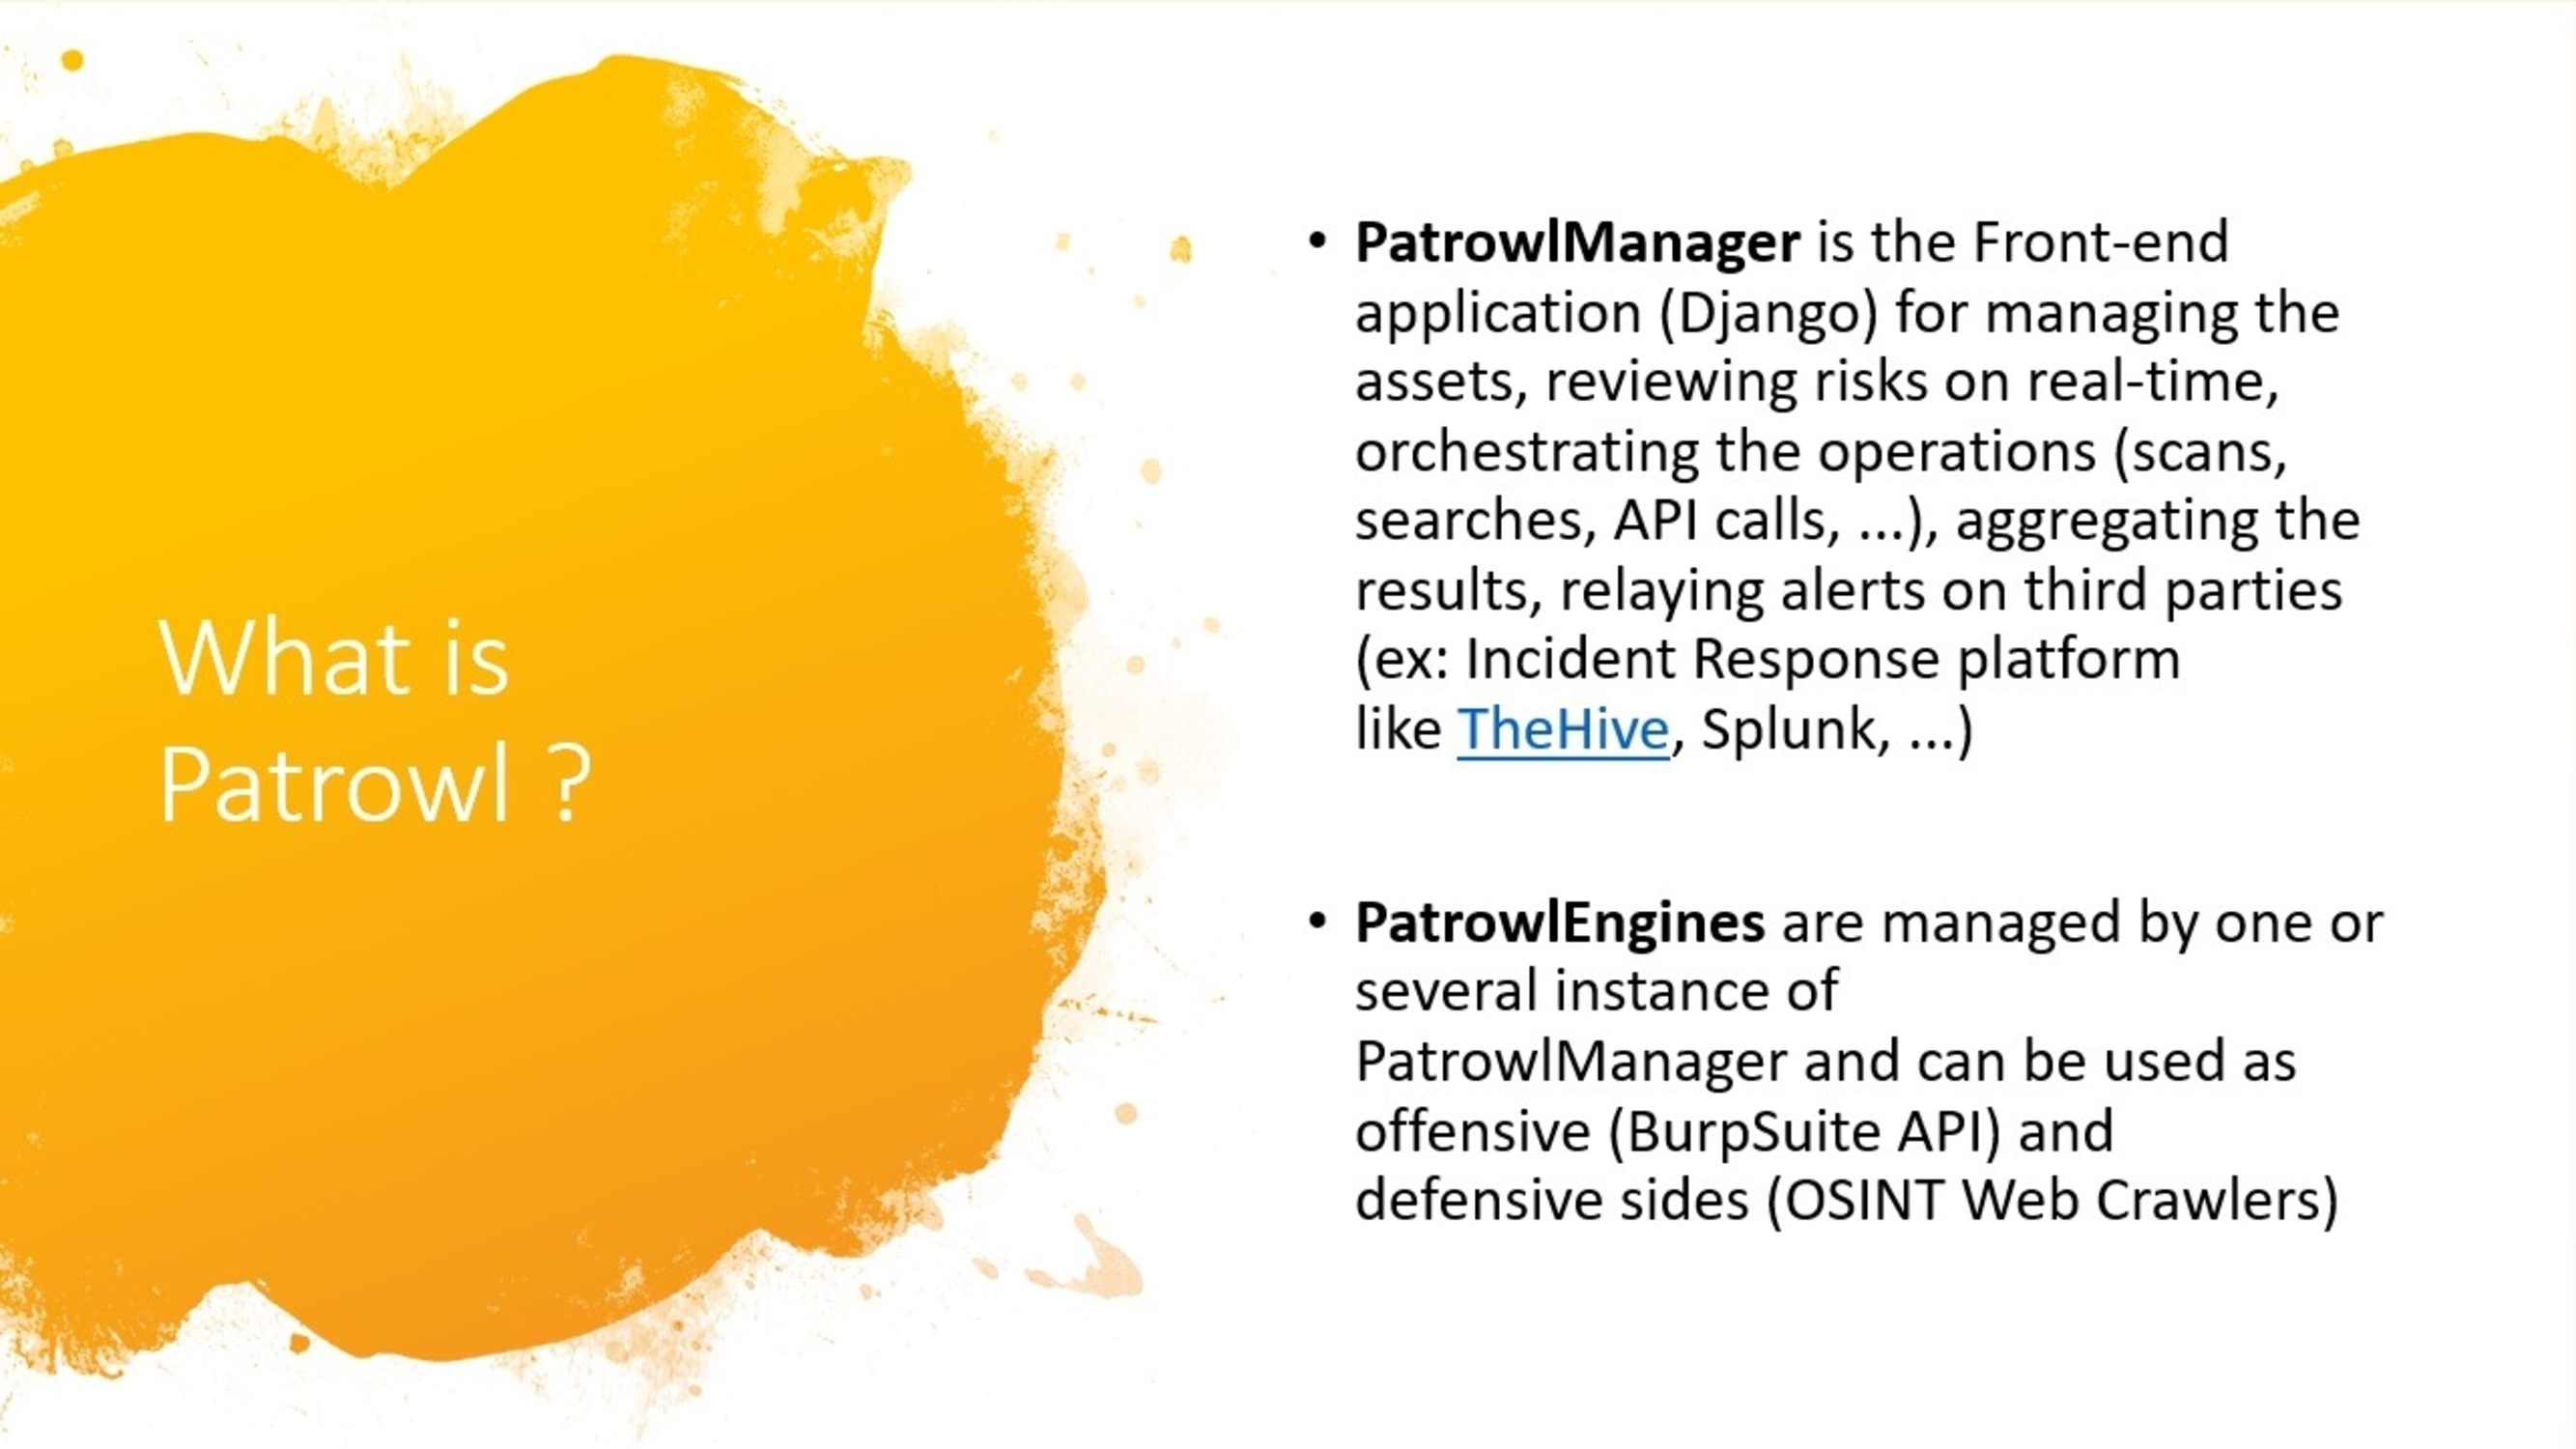 What is
Patrowl ?
• PatrowlManager is the Front-end
application (Django) for managing the
assets, reviewing risks on real-time,
orchestrating the operations (scans,
searches, API calls, ...), aggregating the
results, relaying alerts on third parties
(ex: Incident Response platform
like TheHive, Splunk, ...)
• PatrowlEngines are managed by one or
several instance of
PatrowlManager and can be used as
offensive (BurpSuite API) and
defensive sides (OSINT Web Crawlers)